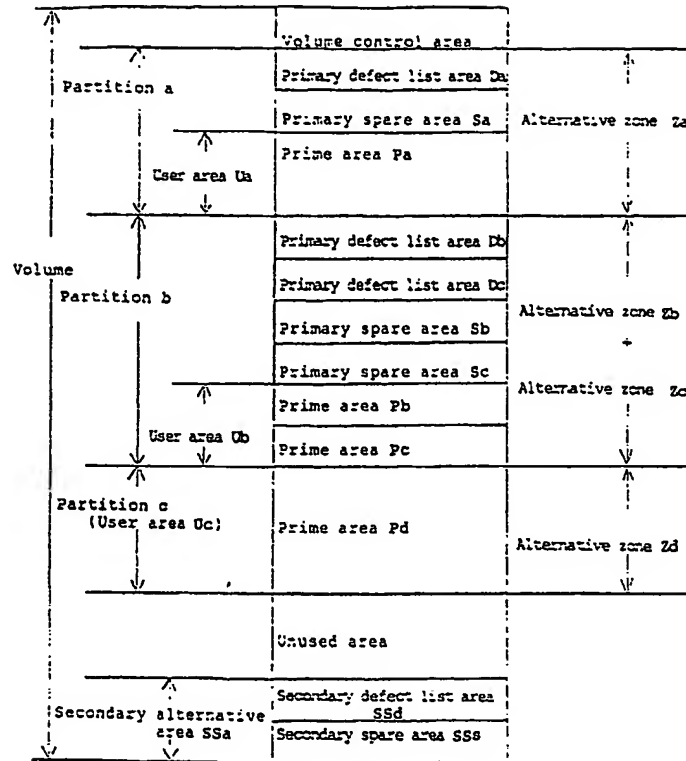 Volume control area
Primary defect list area Da
Partition a
Primary spare area Sa
Alternative zone Za
Prime area Pa
User area Ua
Primary defect list area Db
Volume
Primary defect list area Dc
Partition b
Alternative zone Zb
Primary spare area Sb
+
Primary spare area Sc
Alternative zone Zc
Prime area Pb
User area Ub
Prime area Pc
Partition c
(User area Uc)
Prime area Pd
Alternative zone Zd
Unused area
Secondary alternative
area SSa
Secondary defect list area
SSd
Secondary spare area SSs